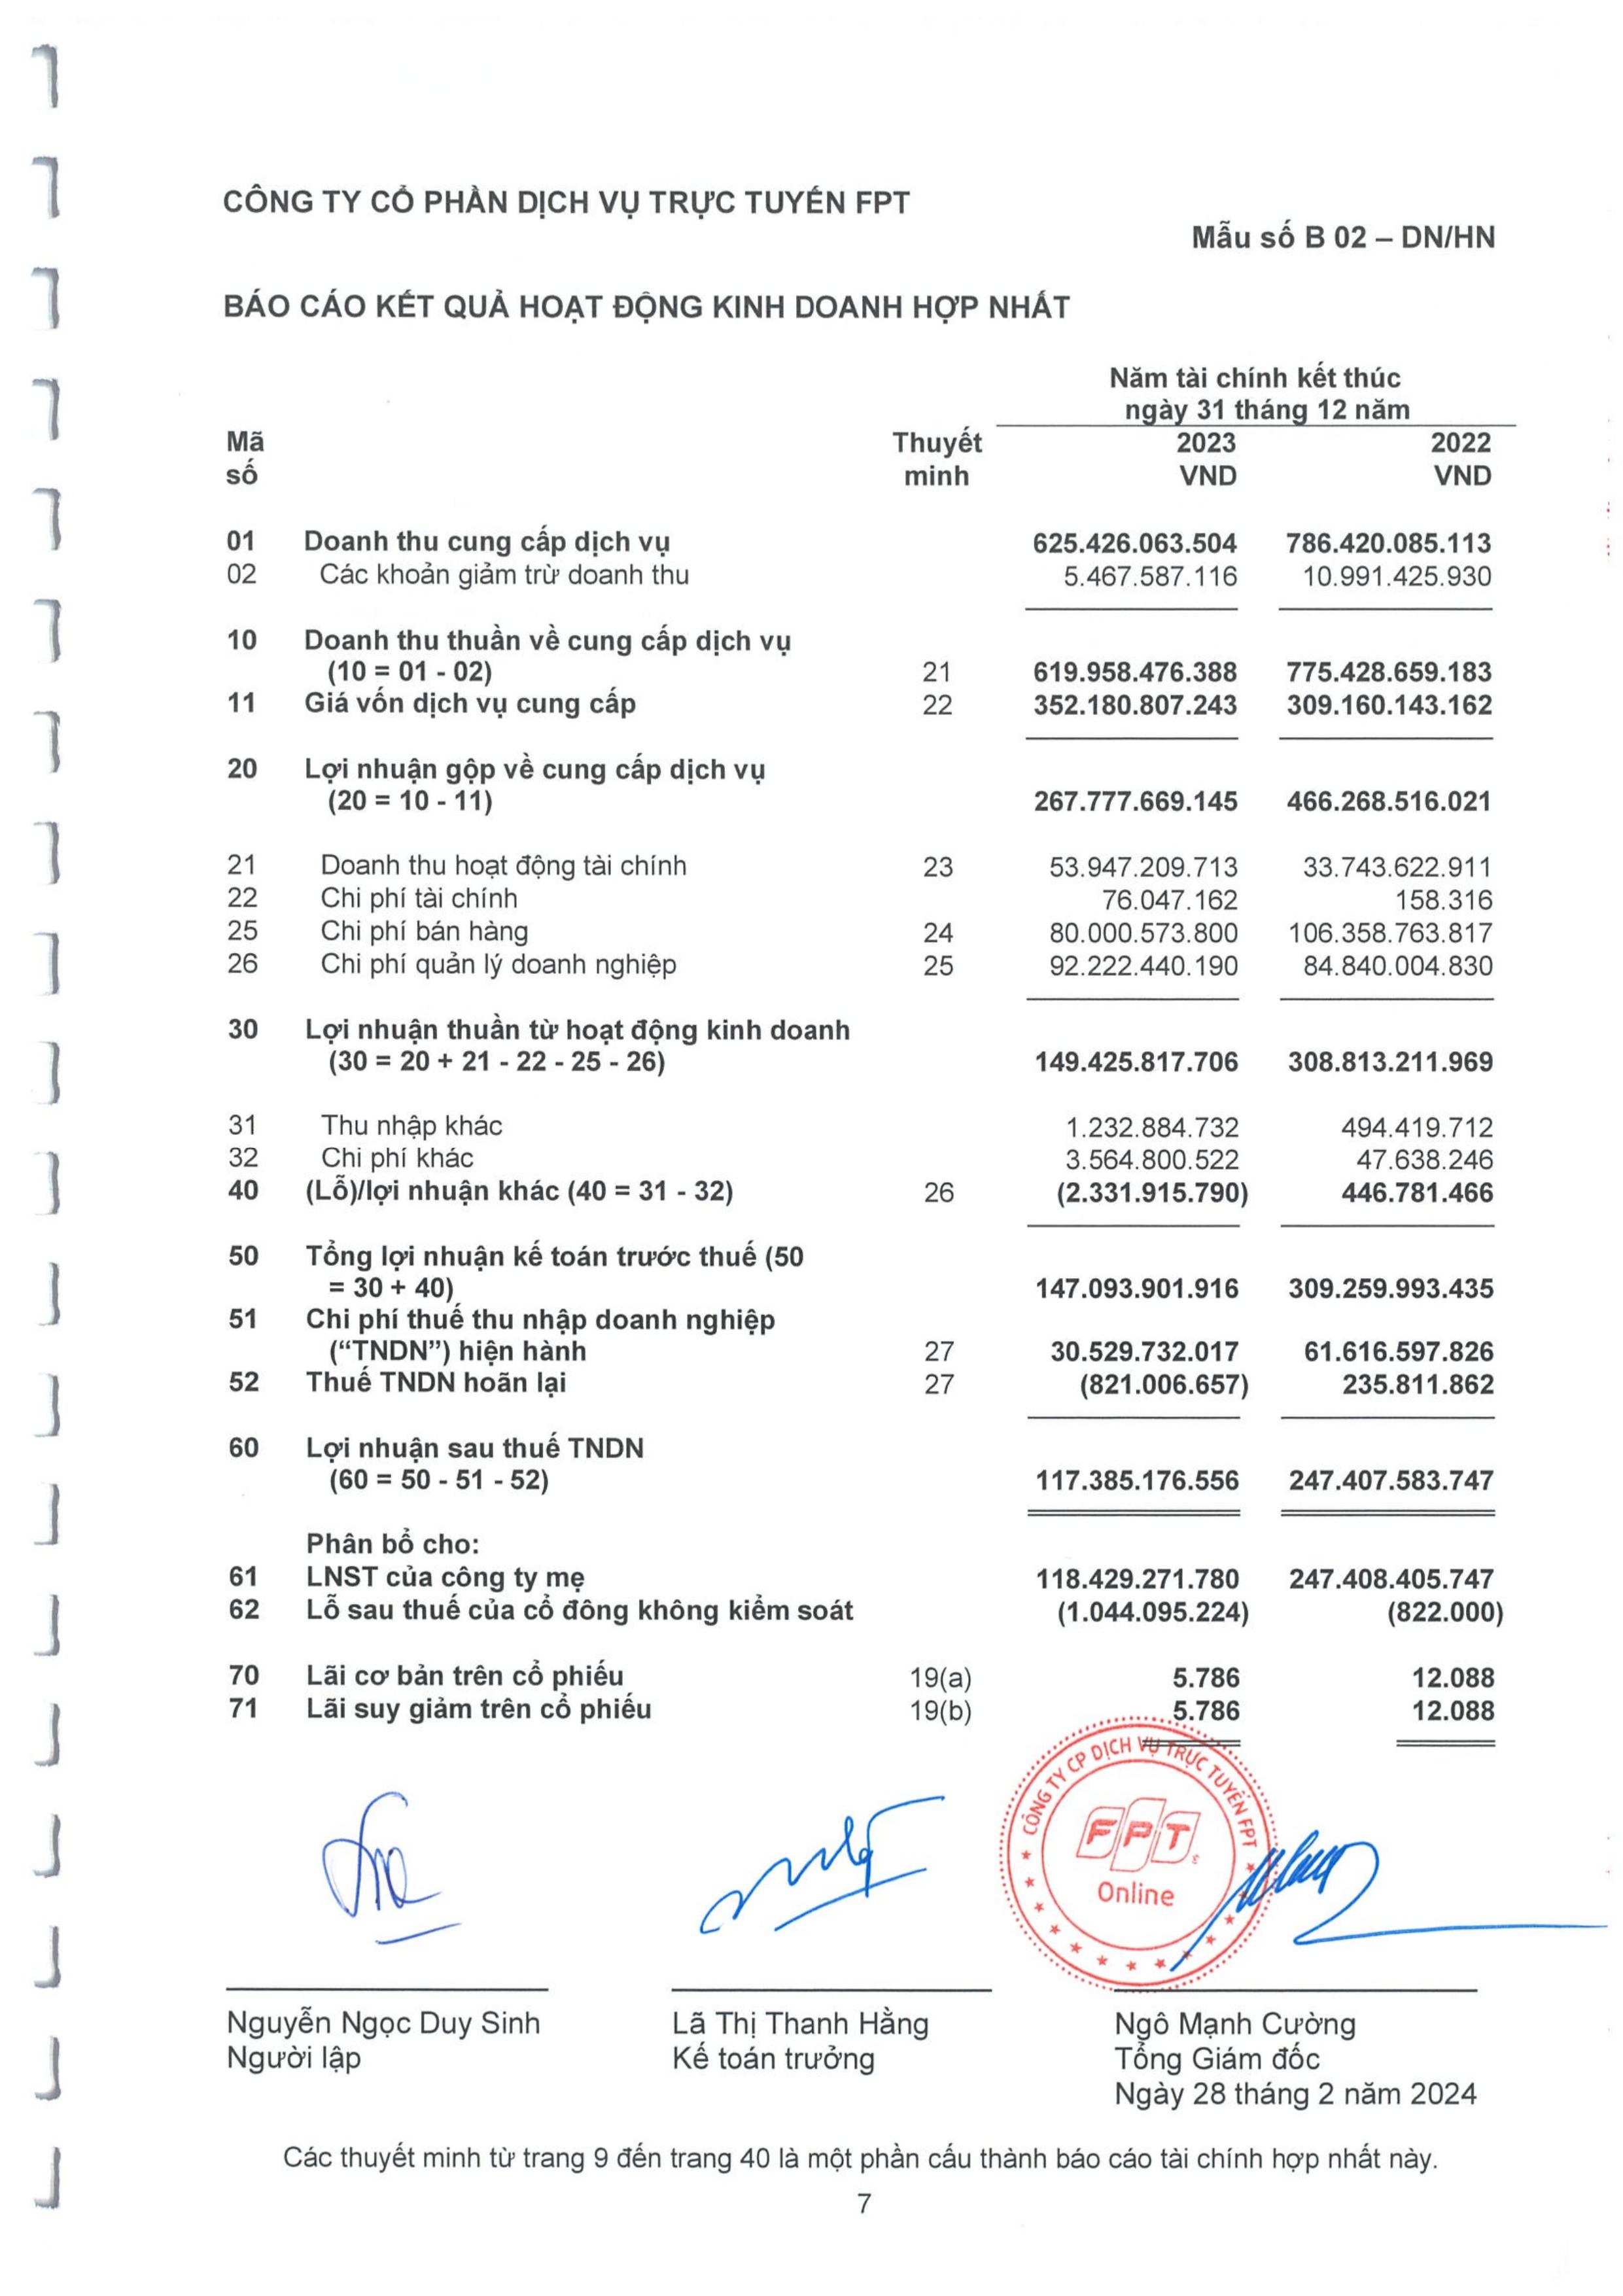 CÔNG TY CỔ PHẦN DỊCH VỤ TRỰC TUYẾN FPT
Mẫu số B 02 – DN/HN
BÁO CÁO KẾT QUẢ HOẠT ĐỘNG KINH DOANH HỢP NHẤT
Năm tài chính kết thúc
ngày 31 tháng 12 năm
Mã Thuyết 2023 2022
số minh VND VND
01 Doanh thu cung cấp dịch vụ 625.426.063.504 786.420.085.113
02 Các khoản giảm trừ doanh thu 5.467.587.116 10.991.425.930
10 Doanh thu thuần về cung cấp dịch vụ
(10 = 01 - 02) 21 619.958.476.388 775.428.659.183
11 Giá vốn dịch vụ cung cấp 22 352.180.807.243 309.160.143.162
20 Lợi nhuận gộp về cung cấp dịch vụ
(20 = 10 - 11) 267.777.669.145 466.268.516.021
21 Doanh thu hoạt động tài chính 23 53.947.209.713 33.743.622.911
22 Chi phí tài chính 76.047.162 158.316
25 Chi phí bán hàng 24 80.000.573.800 106.358.763.817
26 Chi phí quản lý doanh nghiệp 25 92.222.440.190 84.840.004.830
30 Lợi nhuận thuần từ hoạt động kinh doanh
(30 = 20 + 21 - 22 - 25 - 26) 149.425.817.706 308.813.211.969
31 Thu nhập khác 1.232.884.732 494.419.712
32 Chi phí khác 3.564.800.522 47.638.246
40 (Lỗ)/lợi nhuận khác (40 = 31 - 32) 26 (2.331.915.790) 446.781.466
50 Tổng lợi nhuận kế toán trước thuế (50
= 30 + 40) 147.093.901.916 309.259.993.435
51 Chi phí thuế thu nhập doanh nghiệp
(“TNDN”) hiện hành 27 30.529.732.017 61.616.597.826
52 Thuế TNDN hoãn lại 27 (821.006.657) 235.811.862
60 Lợi nhuận sau thuế TNDN
(60 = 50 - 51 - 52) 117.385.176.556 247.407.583.747
Phân bổ cho:
61 LNST của công ty mẹ 118.429.271.780 247.408.405.747
62 Lỗ sau thuế của cổ đông không kiểm soát (1.044.095.224) (822.000)
70 Lãi cơ bản trên cổ phiếu 19(a) 5.786 12.088
71 Lãi suy giảm trên cổ phiếu 19(b) 5.786 12.088
CÔNG TY CP DỊCH VỤ TRỰC TUYẾN FPT
FPT
Online
Nguyễn Ngọc Duy Sinh Lã Thị Thanh Hằng Ngô Mạnh Cường
Người lập Kế toán trưởng Tổng Giám đốc
Ngày 28 tháng 2 năm 2024
Các thuyết minh từ trang 9 đến trang 40 là một phần cấu thành báo cáo tài chính hợp nhất này.
7